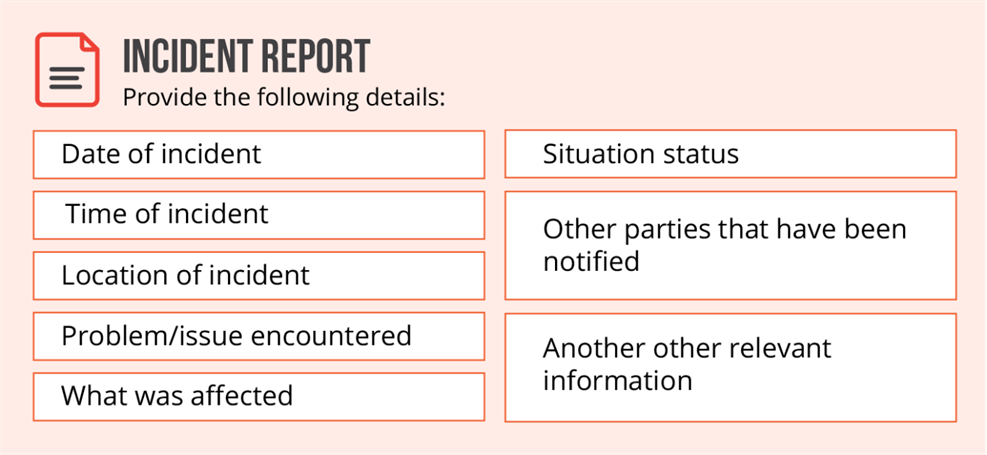 INCIDENT REPORT
Provide the following details:
Date of incident
Time of incident
Location of incident
Problem/issue encountered
What was affected
Situation status
Other parties that have been
notified
Another other relevant
information